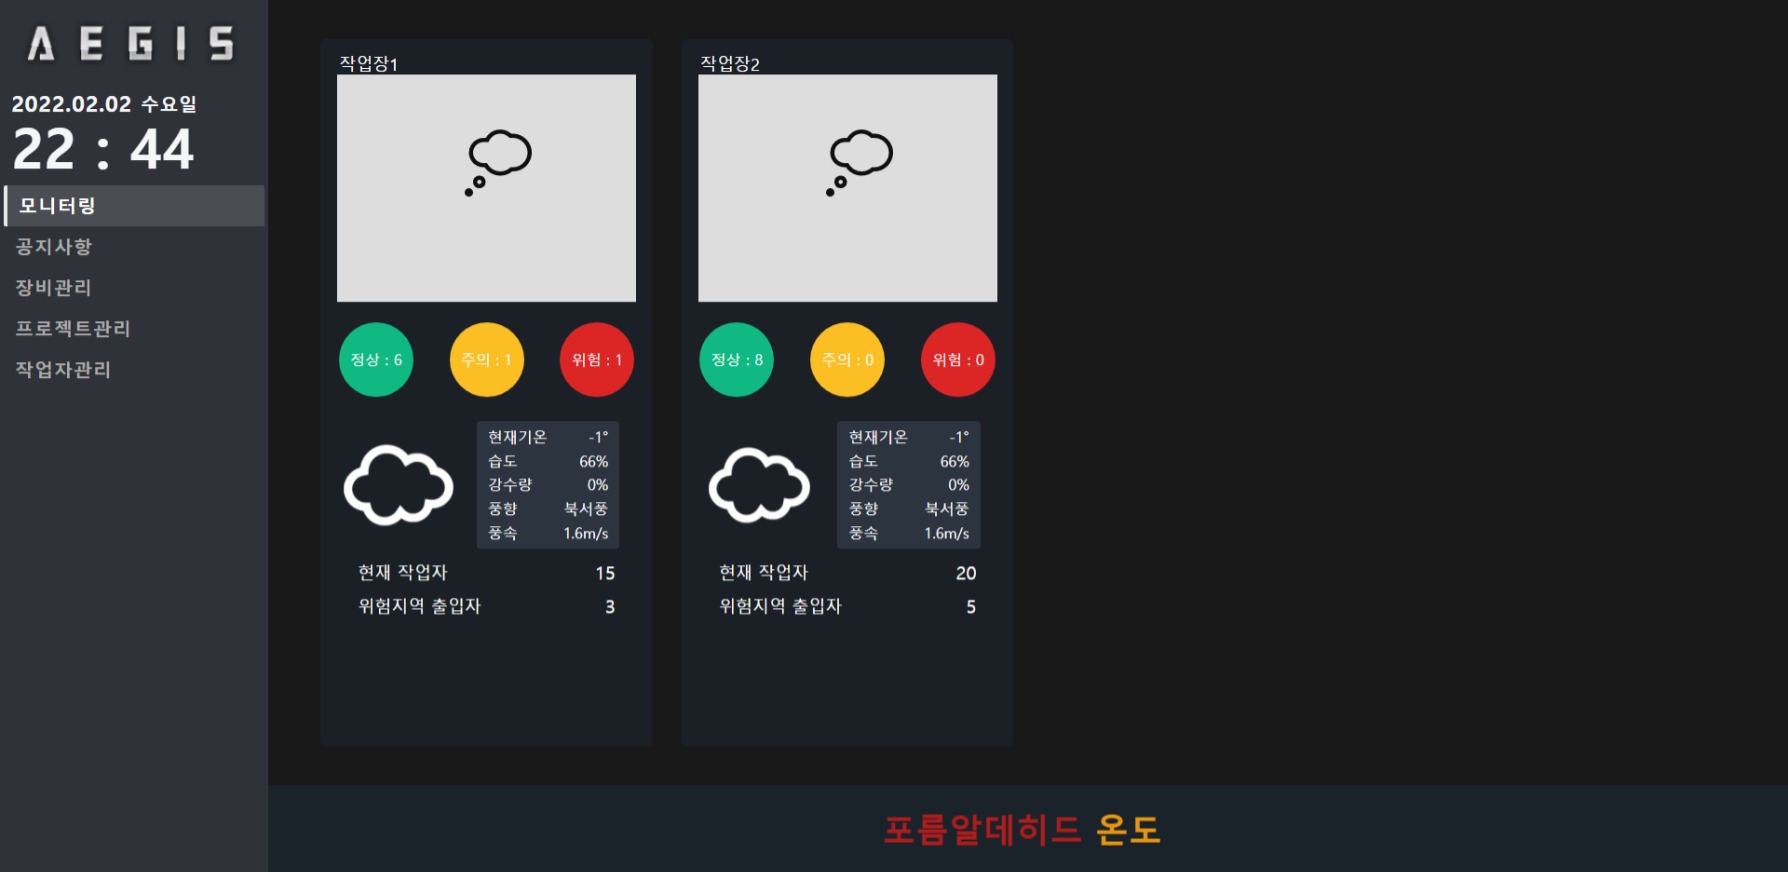 AEGIS
2022.02.02 수요일
22 : 44
모니터링
공지사항
장비관리
프로젝트관리
작업자관리
작업장1
정상 : 6
주의 : 1
위험 : 1
현재기온 -1°
습도 66%
강수량 0%
풍향 북서풍
풍속 1.6m/s
현재 작업자 15
위험지역 출입자 3
작업장2
정상 : 8
주의 : 0
위험 : 0
현재기온 -1°
습도 66%
강수량 0%
풍향 북서풍
풍속 1.6m/s
현재 작업자 20
위험지역 출입자 5
포름알데히드 온도